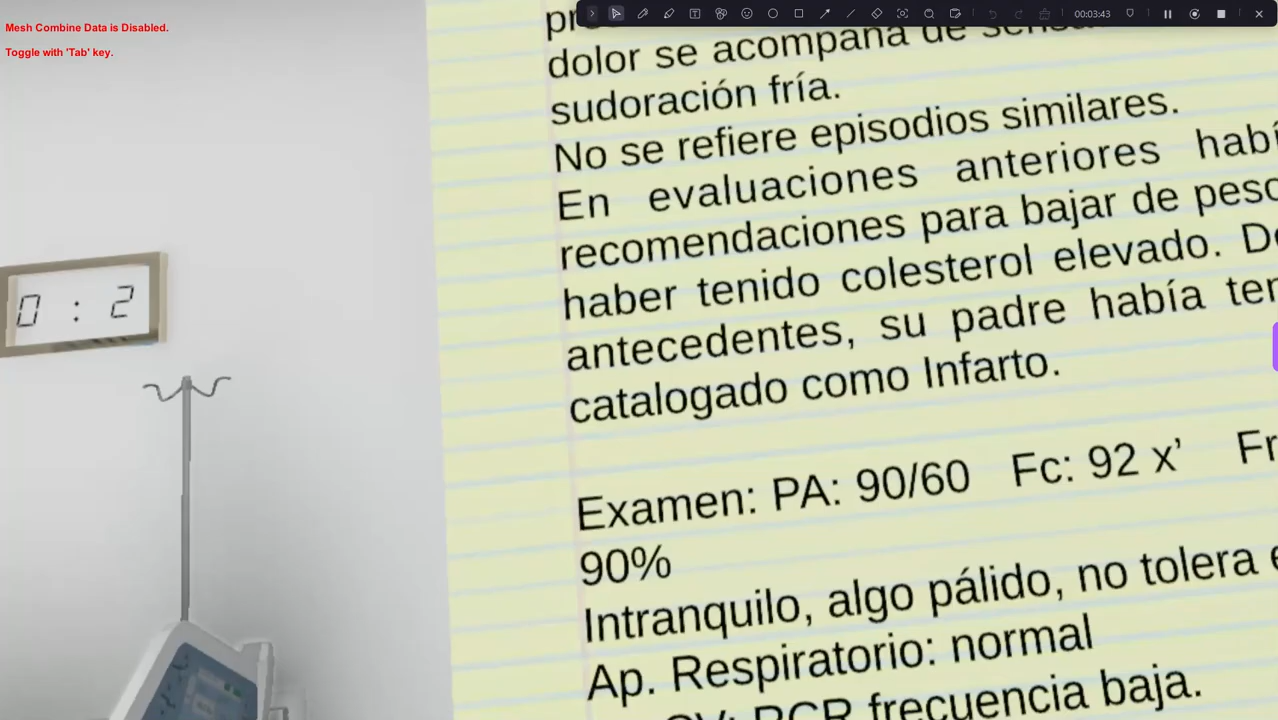 Mesh Combine Data is Disabled.
Toggle with 'Tab' key.
00:03:43
0 : 2
dolor se acompaña de
sudoración fría.
No se refiere episodios similares.
En evaluaciones anteriores
recomendaciones para bajar de peso
haber tenido colesterol elevado.
antecedentes, su padre había
catalogado como Infarto.
Examen: PA: 90/60 Fc: 92 x’
90%
Intranquilo, algo pálido, no tolera
Ap. Respiratorio: normal
RCR frecuencia baja.